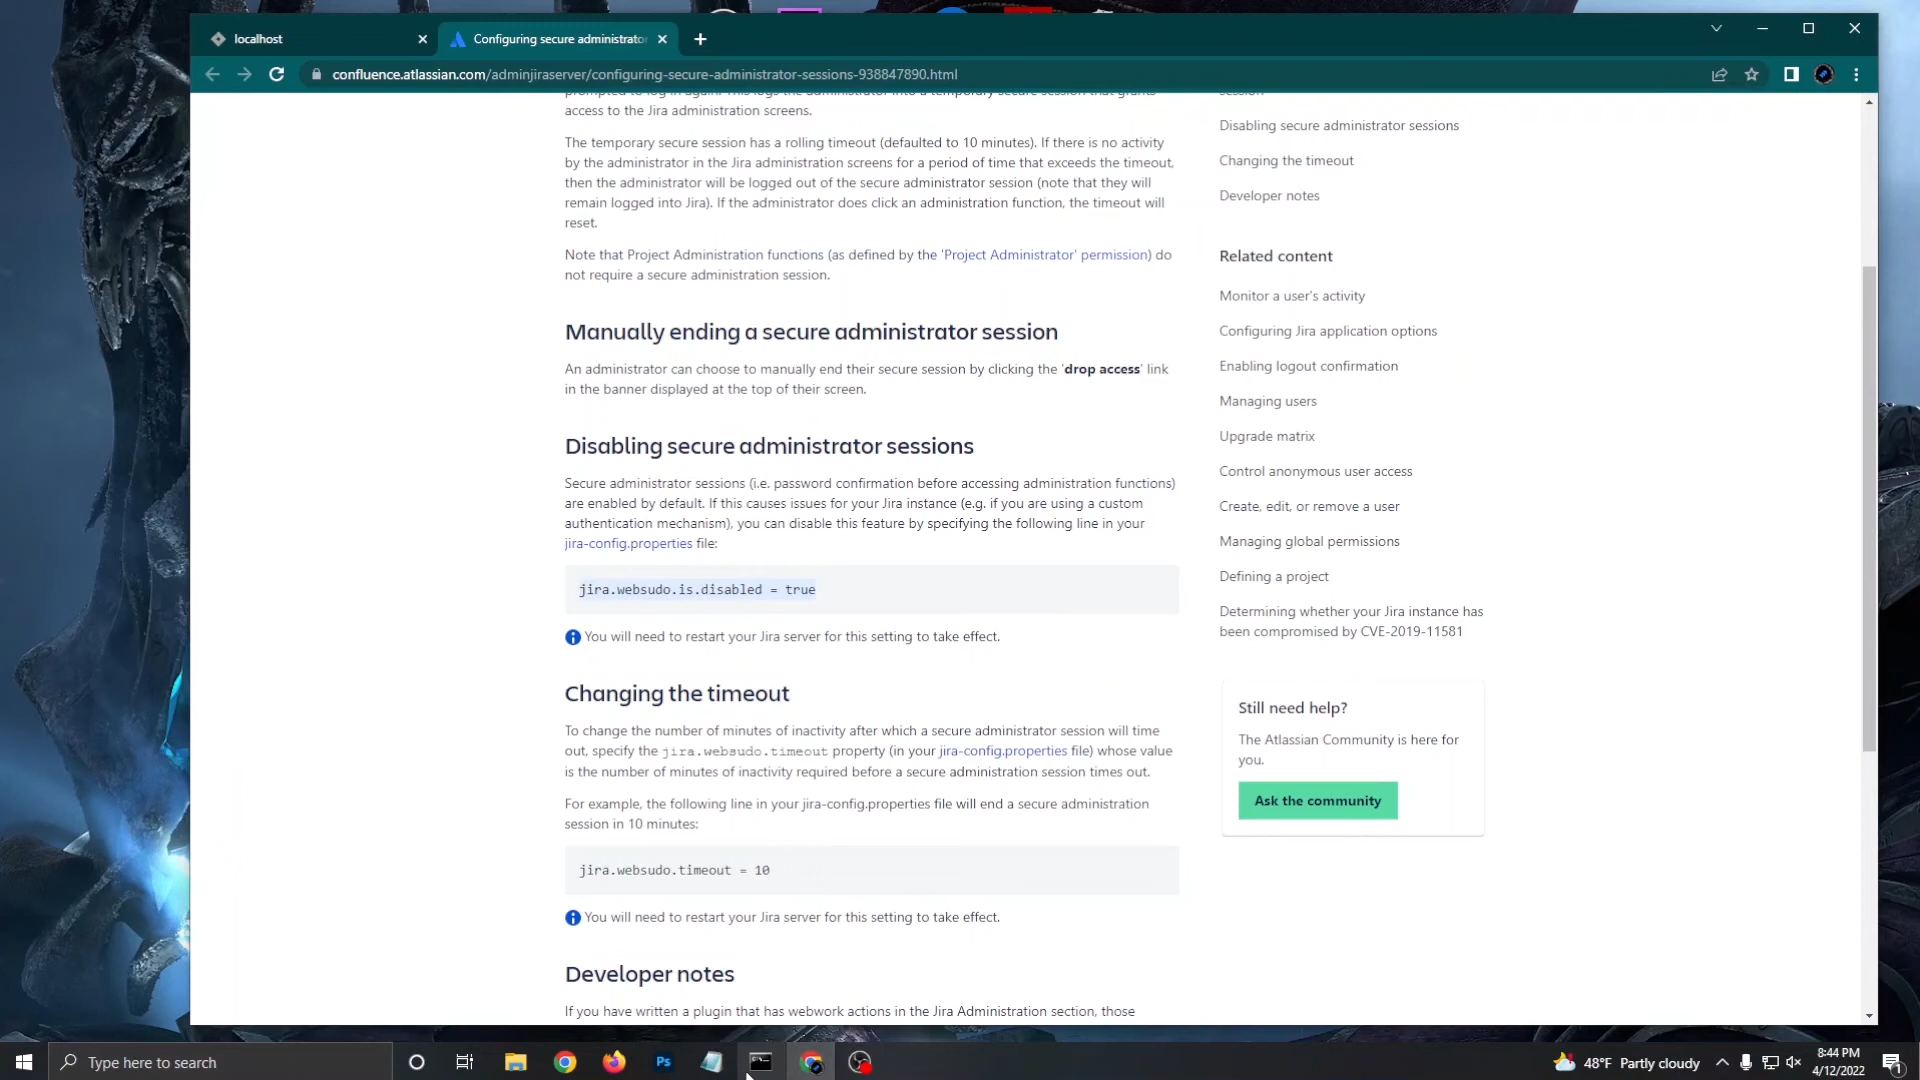 localhost
Configuring secure administrator
confluence.atlassian.com/adminjiraserver/configuring-secure-administrator-sessions-938847890.html
prompted to log in again. This logs the administrator into a temporary secure session that grants
access to the Jira administration screens.
The temporary secure session has a rolling timeout (defaulted to 10 minutes). If there is no activity
by the administrator in the Jira administration screens for a period of time that exceeds the timeout,
then the administrator will be logged out of the secure administrator session (note that they will
remain logged into Jira). If the administrator does click an administration function, the timeout will
reset.
Note that Project Administration functions (as defined by the 'Project Administrator' permission) do
not require a secure administration session.
Manually ending a secure administrator session
An administrator can choose to manually end their secure session by clicking the 'drop access' link
in the banner displayed at the top of their screen.
Disabling secure administrator sessions
Secure administrator sessions (i.e. password confirmation before accessing administration functions)
are enabled by default. If this causes issues for your Jira instance (e.g. if you are using a custom
authentication mechanism), you can disable this feature by specifying the following line in your
jira-config.properties file:
jira.websudo.is.disabled = true
You will need to restart your Jira server for this setting to take effect.
Changing the timeout
To change the number of minutes of inactivity after which a secure administrator session will time
out, specify the jira.websudo.timeout property (in your jira-config.properties file) whose value
is the number of minutes of inactivity required before a secure administration session times out.
For example, the following line in your jira-config.properties file will end a secure administration
session in 10 minutes:
jira.websudo.timeout = 10
You will need to restart your Jira server for this setting to take effect.
Developer notes
If you have written a plugin that has webwork actions in the Jira Administration section, those
session
Disabling secure administrator sessions
Changing the timeout
Developer notes
Related content
Monitor a user's activity
Configuring Jira application options
Enabling logout confirmation
Managing users
Upgrade matrix
Control anonymous user access
Create, edit, or remove a user
Managing global permissions
Defining a project
Determining whether your Jira instance has
been compromised by CVE-2019-11581
Still need help?
The Atlassian Community is here for
you.
Ask the community
Type here to search
Ps
48°F Partly cloudy
8:44 PM
4/12/2022
1